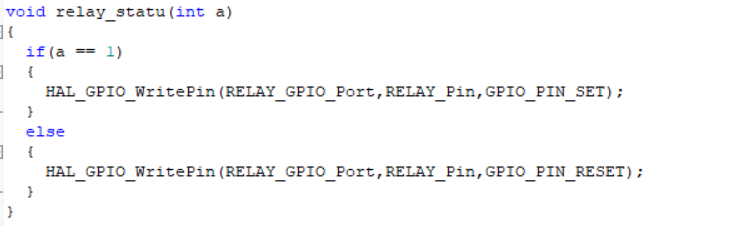 void relay_statu(int a)
{
if(a == 1)
{
HAL_GPIO_WritePin(RELAY_GPIO_Port,RELAY_Pin,GPIO_PIN_SET);
}
else
{
HAL_GPIO_WritePin(RELAY_GPIO_Port,RELAY_Pin,GPIO_PIN_RESET);
}
}